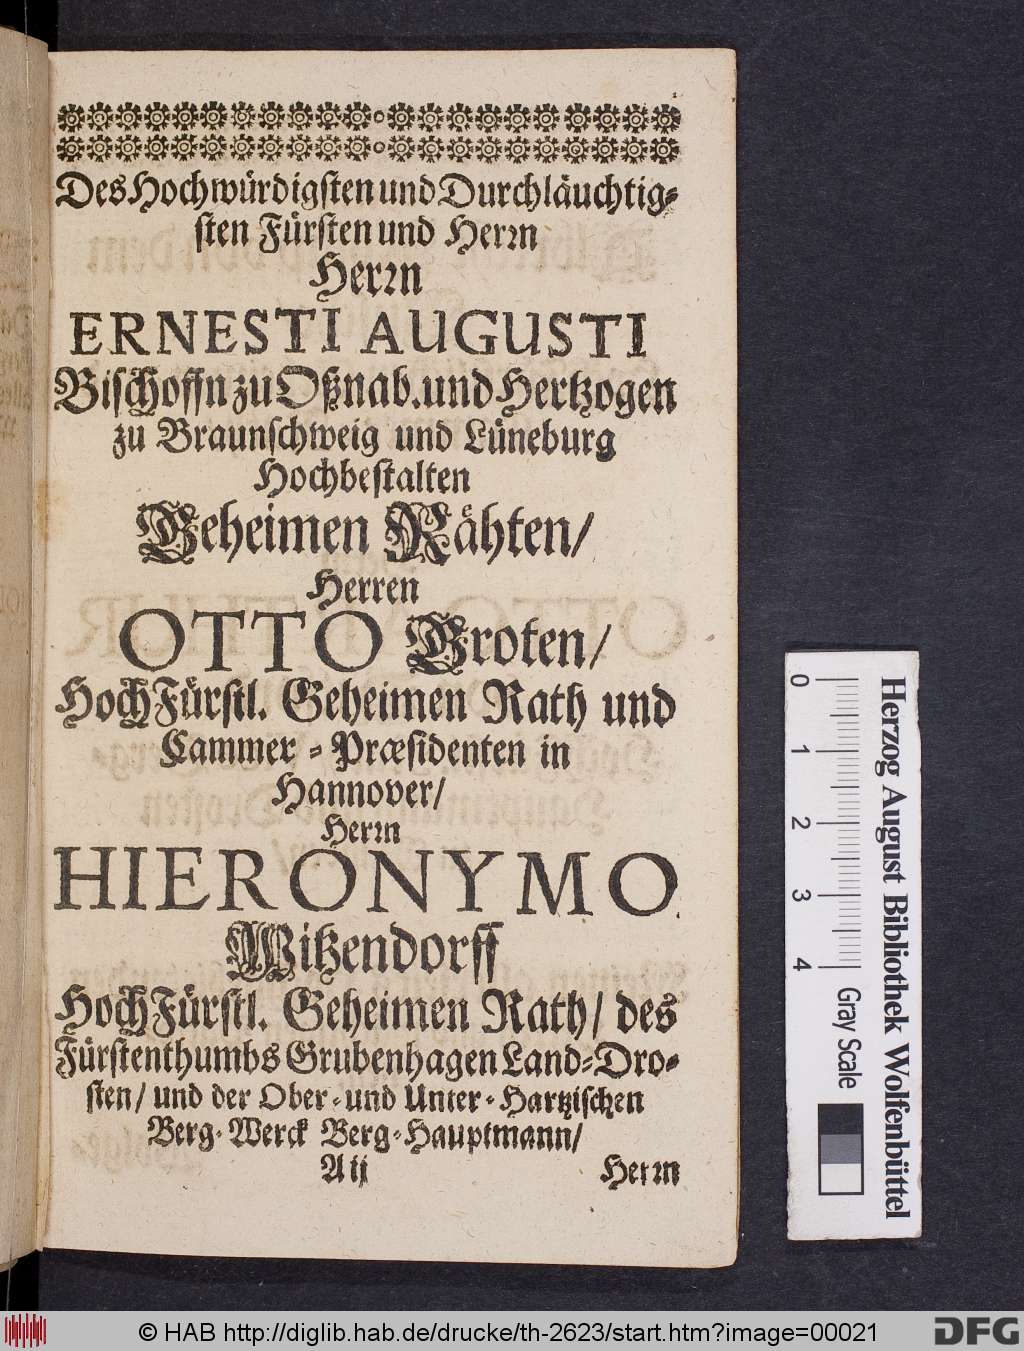 Des Hochwürdigsten und Durchläuchtig-
sten Fürsten und Herrn
Herrn
ERNESTI AUGUSTI
Bischoffn zu Oßnab. und Hertzogen
zu Braunschweig und Lüneburg
Hochbestalten
Geheimen Rähten/
Herren
OTTO Groten/
HochFürstl. Geheimen Rath und
Cammer-Præsidenten in
Hannover/
Herrn
HIERONYMO
Witzendorff
HochFürstl. Geheimen Rath/ des
Fürstenthumbs Grubenhagen Land-Dro-
sten/ und der Ober- und Unter-Hartzischen
Berg-Werck Berg-Hauptmann/
A ij Herrn
0 1 2 3 4
Herzog August Bibliothek Wolfenbüttel
Gray Scale
© HAB http://diglib.hab.de/drucke/th-2623/start.htm?image=00021
DFG